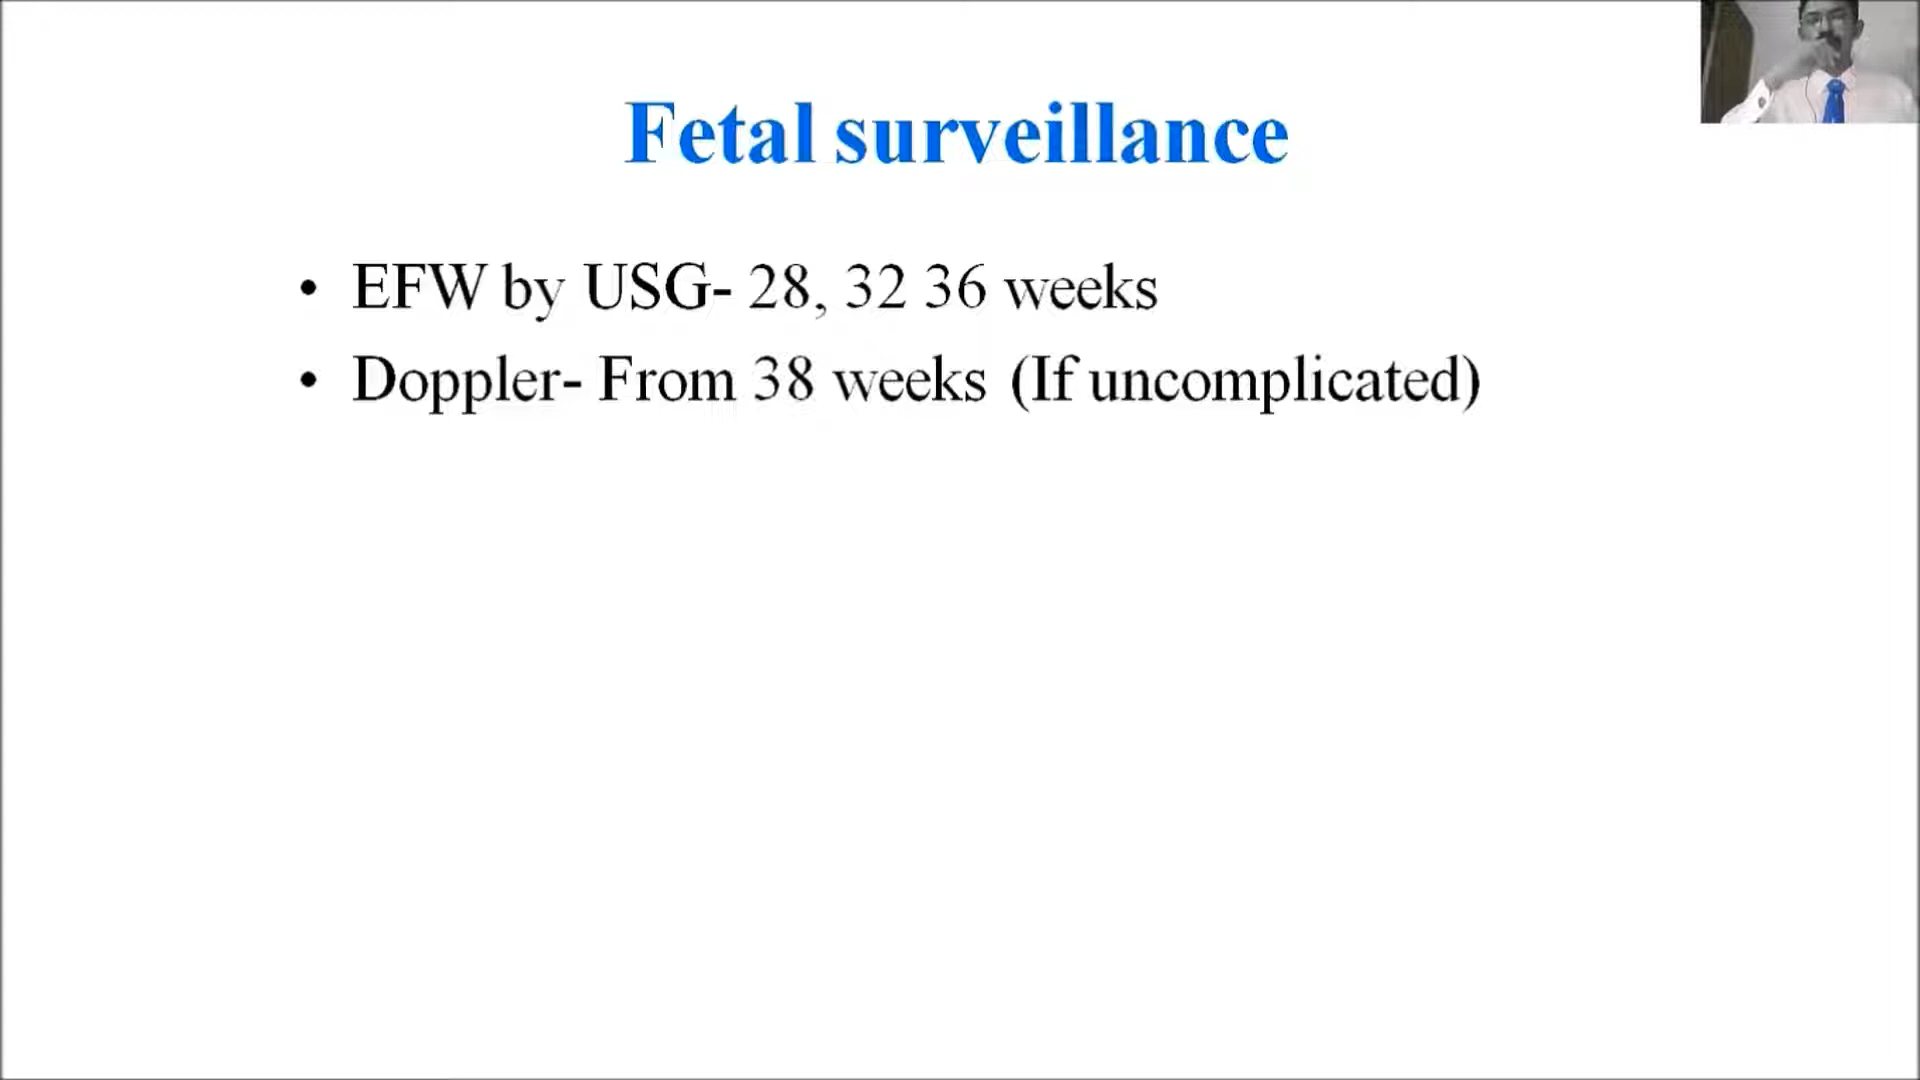 Fetal surveillance
• EFW by USG- 28, 32 36 weeks
• Doppler- From 38 weeks (If uncomplicated)